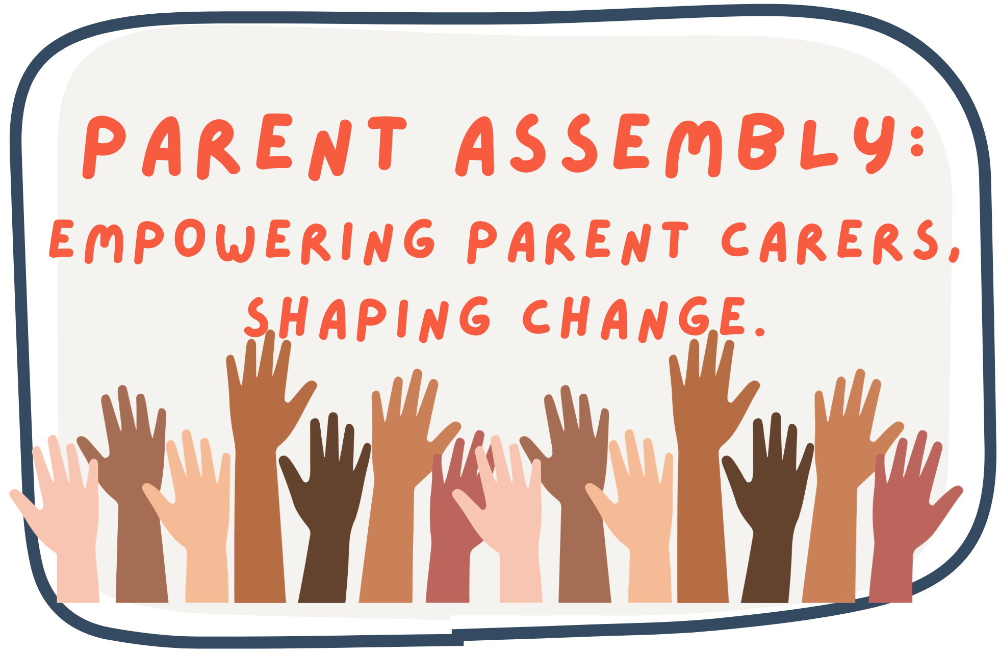 PARENT ASSEMBLY:
EMPOWERING PARENT CARERS,
SHAPING CHANGE.